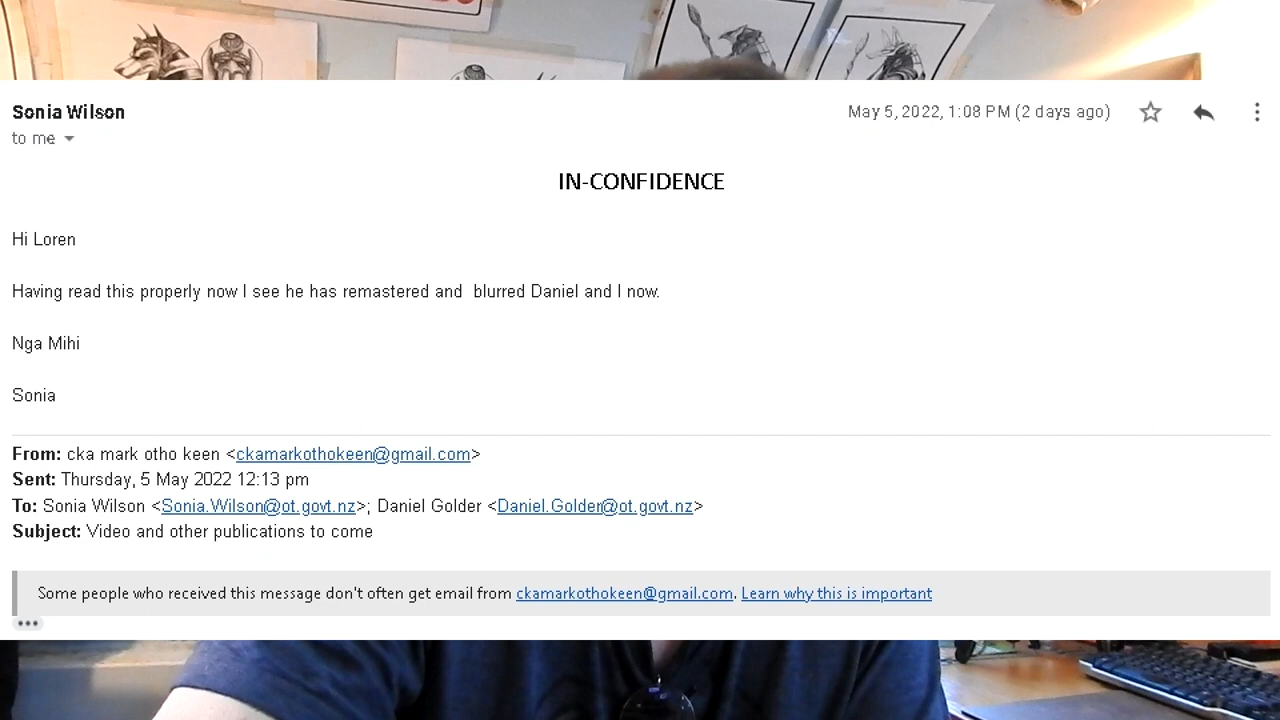 Sonia Wilson
May 5, 2022, 1:08 PM (2 days ago)
to me
IN-CONFIDENCE
Hi Loren
Having read this properly now I see he has remastered and  blurred Daniel and I now.
Nga Mihi
Sonia
From: cka mark otho keen <ckamarkothokeen@gmail.com>
Sent: Thursday, 5 May 2022 12:13 pm
To: Sonia Wilson <Sonia.Wilson@ot.govt.nz>; Daniel Golder <Daniel.Golder@ot.govt.nz>
Subject: Video and other publications to come
Some people who received this message don't often get email from ckamarkothokeen@gmail.com. Learn why this is important